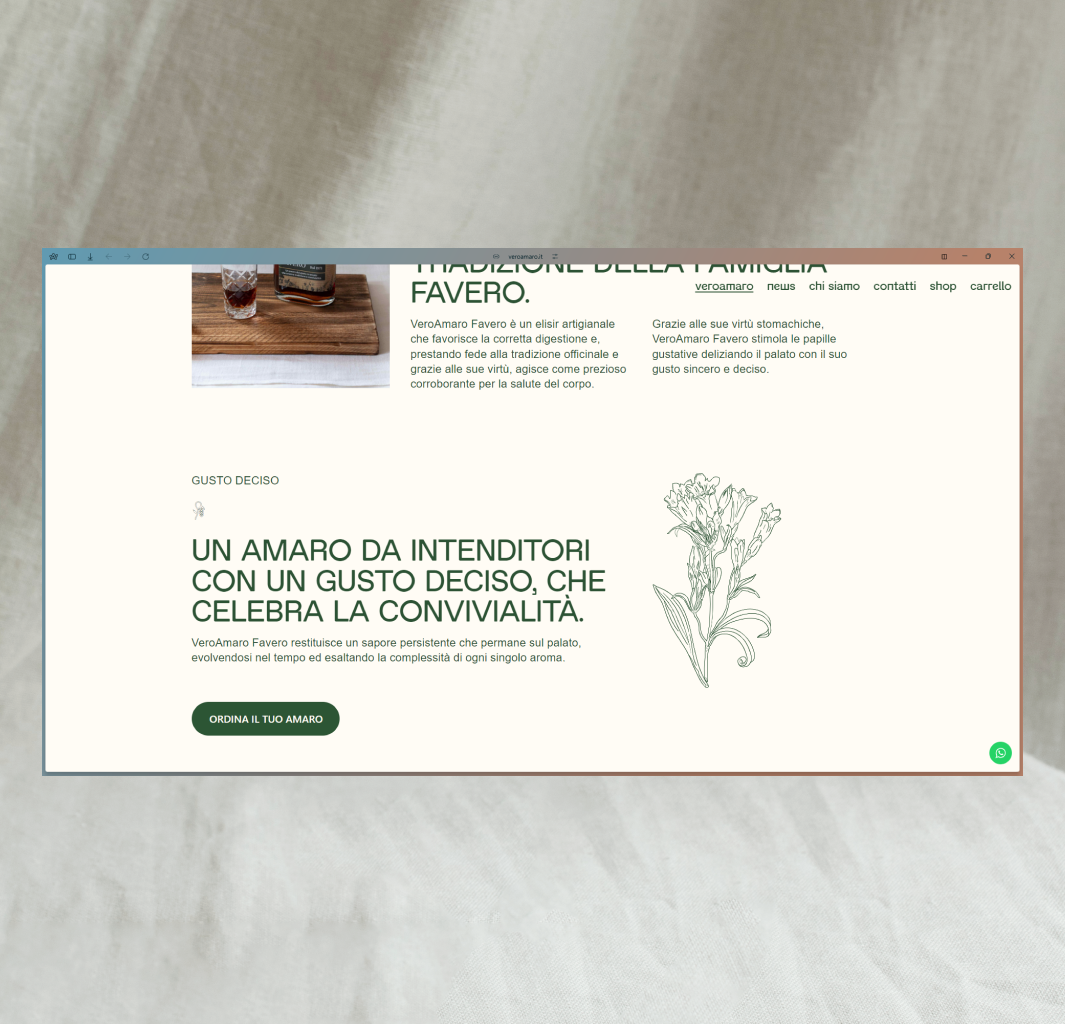 veroamaro.it
TRADIZIONE DELLA FAMIGLIA
FAVERO.
veroamaro news chi siamo contatti shop carrello
VeroAmaro Favero è un elisir artigianale
che favorisce la corretta digestione e,
prestando fede alla tradizione officinale e
grazie alle sue virtù, agisce come prezioso
corroborante per la salute del corpo.
Grazie alle sue virtù stomachiche,
VeroAmaro Favero stimola le papille
gustative deliziando il palato con il suo
gusto sincero e deciso.
GUSTO DECISO
UN AMARO DA INTENDITORI
CON UN GUSTO DECISO, CHE
CELEBRA LA CONVIVIALITÀ.
VeroAmaro Favero restituisce un sapore persistente che permane sul palato,
evolvendosi nel tempo ed esaltando la complessità di ogni singolo aroma.
ORDINA IL TUO AMARO